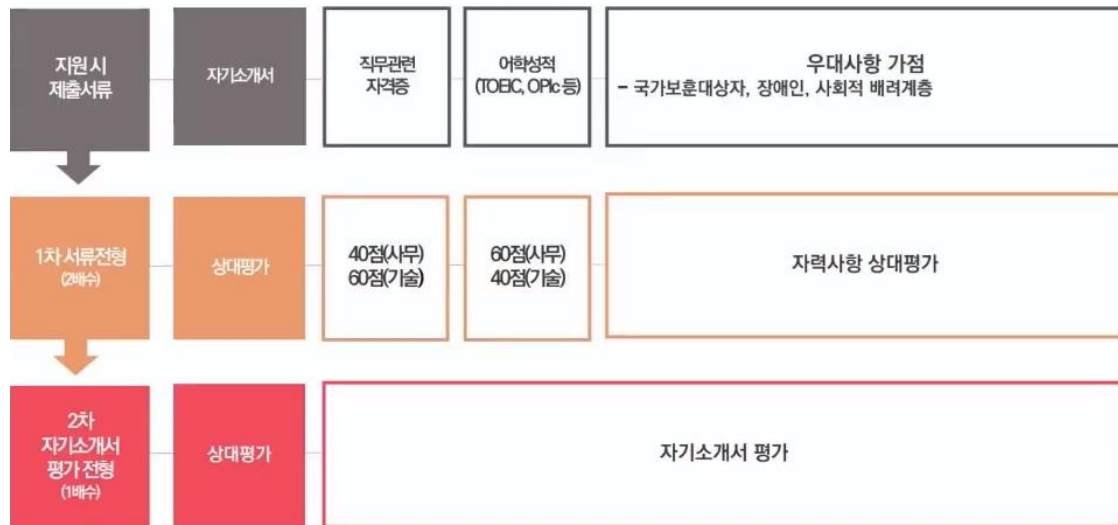 지원 시
제출서류
자기소개서
직무관련
자격증
어학성적
(TOEIC, OPIc 등)
우대사항 가점
– 국가보훈대상자, 장애인, 사회적 배려계층
1차 서류전형
(2배수)
상대평가
40점(사무)
60점(기술)
60점(사무)
40점(기술)
자력사항 상대평가
2차
자기소개서
평가 전형
(1배수)
상대평가
자기소개서 평가